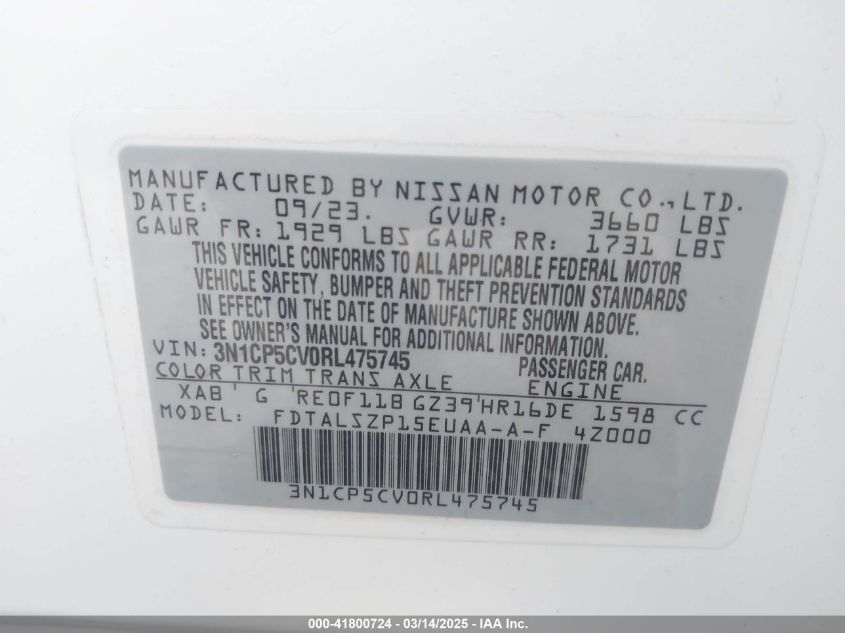 MANUFACTURED BY NISSAN MOTOR CO., LTD.
DATE: 09/23. GVWR: 3660 LBS
GAWR FR: 1929 LBS GAWR RR: 1731 LBS
THIS VEHICLE CONFORMS TO ALL APPLICABLE FEDERAL MOTOR
VEHICLE SAFETY, BUMPER AND THEFT PREVENTION STANDARDS
IN EFFECT ON THE DATE OF MANUFACTURE SHOWN ABOVE.
SEE OWNER'S MANUAL FOR ADDITIONAL INFORMATION.
VIN: 3N1CP5CV0RL475745 PASSENGER CAR.
COLOR TRIM TRANS AXLE ENGINE
XAB ' G 'RE0F11B GZ39'HR16DE 1598 CC
MODEL: FDTALSZP15EUAA-A-F 4Z000
3N1CP5CV0RL475745
000-41800724 - 03/14/2025 - IAA Inc.